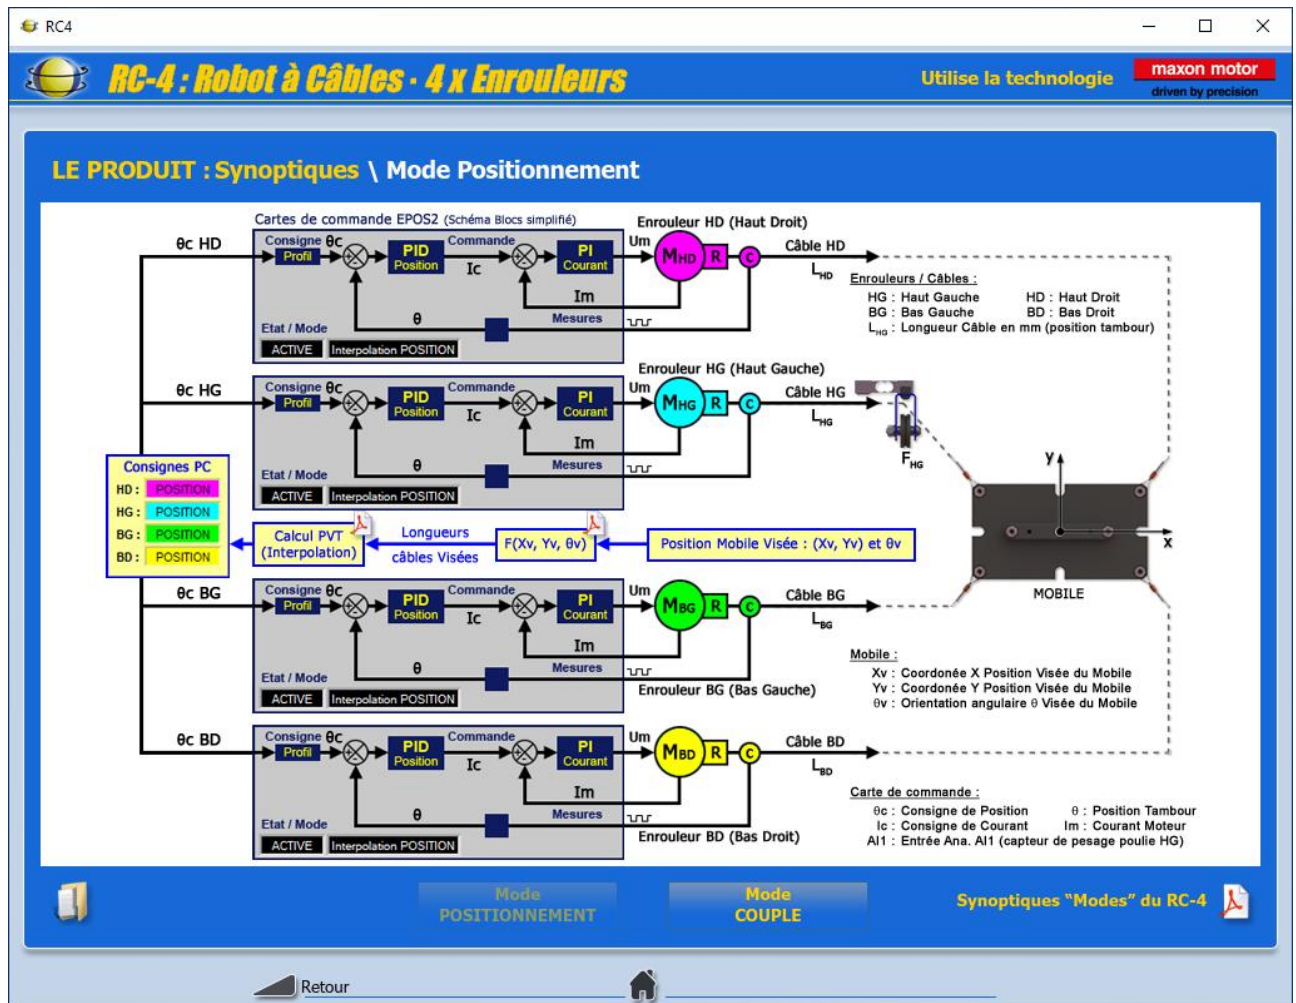 RC4
RC-4 : Robot à Câbles - 4 x Enrouleurs
Utilise la technologie
maxon motor
driven by precision
LE PRODUIT : Synoptiques \ Mode Positionnement
Cartes de commande EPOS2 (Schéma Blocs simplifié)
Enrouleur HD (Haut Droit)
θc HD
Consigne θc
Profil
PID
Position
Commande
Ic
PI
Courant
Um
MHD
R
C
Câble HD
LHD
Im
θ
Mesures
Etat / Mode
ACTIVE
Interpolation POSITION
Enrouleurs / Câbles :
HG : Haut Gauche HD : Haut Droit
BG : Bas Gauche BD : Bas Droit
LHG : Longueur Câble en mm (position tambour)
Enrouleur HG (Haut Gauche)
θc HG
Consigne θc
Profil
PID
Position
Commande
Ic
PI
Courant
Um
MHG
R
C
Câble HG
LHG
FHG
Im
θ
Mesures
Etat / Mode
ACTIVE
Interpolation POSITION
Consignes PC
HD : POSITION
HG : POSITION
BG : POSITION
BD : POSITION
Calcul PVT
(Interpolation)
Longueurs
câbles Visées
F(Xv, Yv, θv)
Position Mobile Visée : (Xv, Yv) et θv
y
x
MOBILE
θc BG
Consigne θc
Profil
PID
Position
Commande
Ic
PI
Courant
Um
MBG
R
C
Câble BG
LBG
Im
θ
Mesures
Etat / Mode
ACTIVE
Interpolation POSITION
Enrouleur BG (Bas Gauche)
Mobile :
Xv : Coordonée X Position Visée du Mobile
Yv : Coordonée Y Position Visée du Mobile
θv : Orientation angulaire θ Visée du Mobile
θc BD
Consigne θc
Profil
PID
Position
Commande
Ic
PI
Courant
Um
MBD
R
C
Câble BD
LBD
Im
θ
Mesures
Etat / Mode
ACTIVE
Interpolation POSITION
Enrouleur BD (Bas Droit)
Carte de commande :
θc : Consigne de Position θ : Position Tambour
Ic : Consigne de Courant Im : Courant Moteur
AI1 : Entrée Ana. AI1 (capteur de pesage poulie HG)
Mode
POSITIONNEMENT
Mode
COUPLE
Synoptiques "Modes" du RC-4
Retour